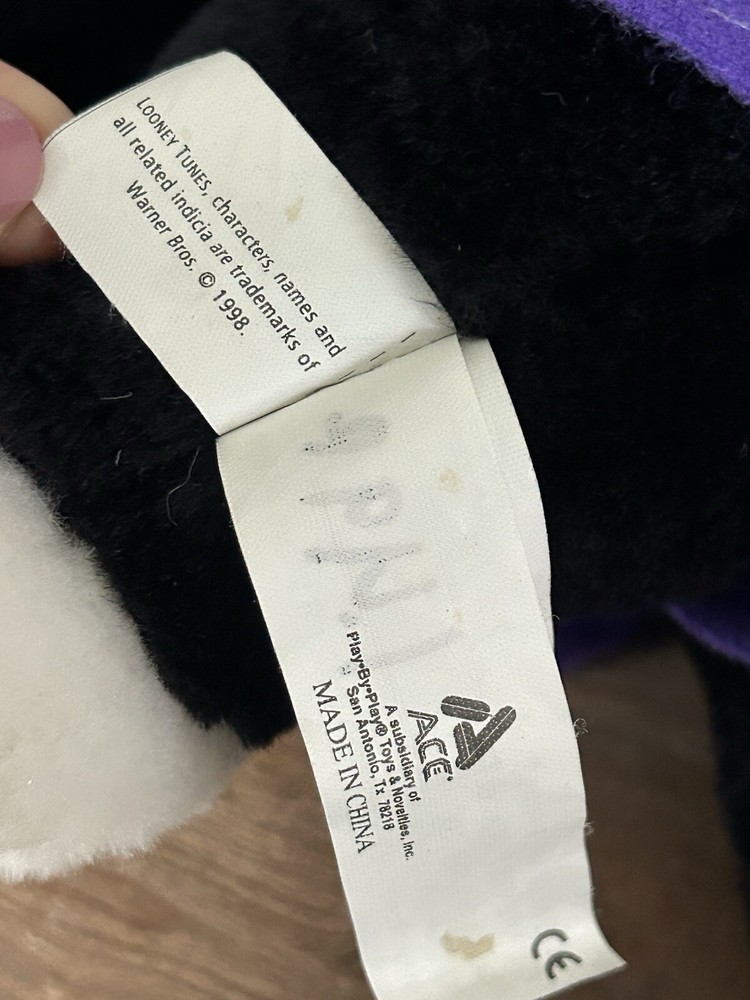 LOONEY TUNES, characters, names and
all related indicia are trademarks of
Warner Bros. © 1998.
ACE
A subsidiary of
Play•By•Play® Toys & Novelties, Inc.
San Antonio, Tx 78218
MADE IN CHINA
CE